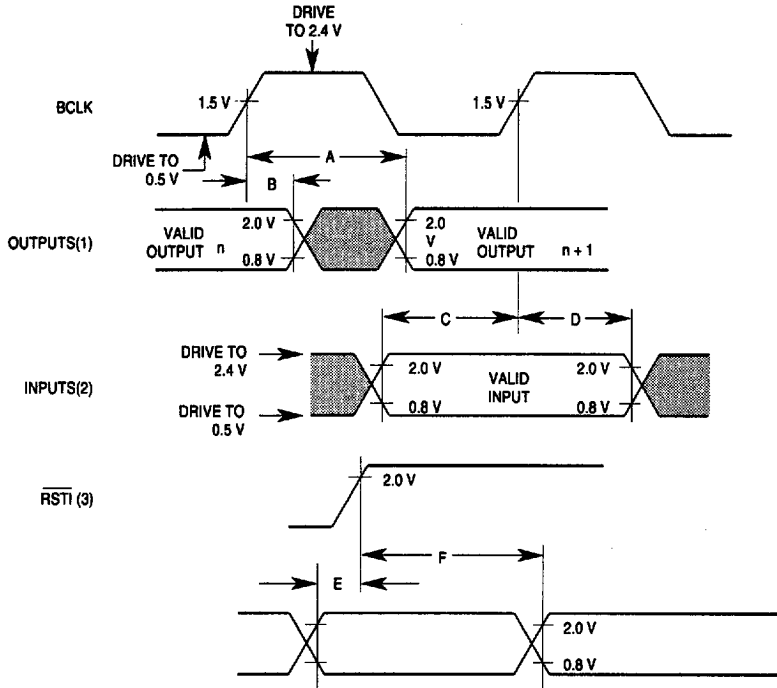 DRIVE
TO 2.4 V
BCLK
1.5 V
1.5 V
DRIVE TO
0.5 V
A
B
OUTPUTS(1)
VALID
OUTPUT n
2.0 V
0.8 V
2.0
V
0.8 V
VALID
OUTPUT n + 1
C
D
INPUTS(2)
DRIVE TO
2.4 V
DRIVE TO
0.5 V
2.0 V
0.8 V
VALID
INPUT
2.0 V
0.8 V
RSTI (3)
2.0 V
F
E
2.0 V
0.8 V